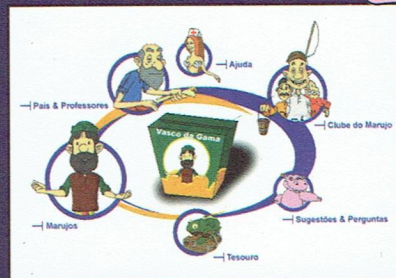 Ajuda
Pais & Professores
Clube do Marujo
Vasco da Gama
Marujos
Sugestões & Perguntas
Tesouro